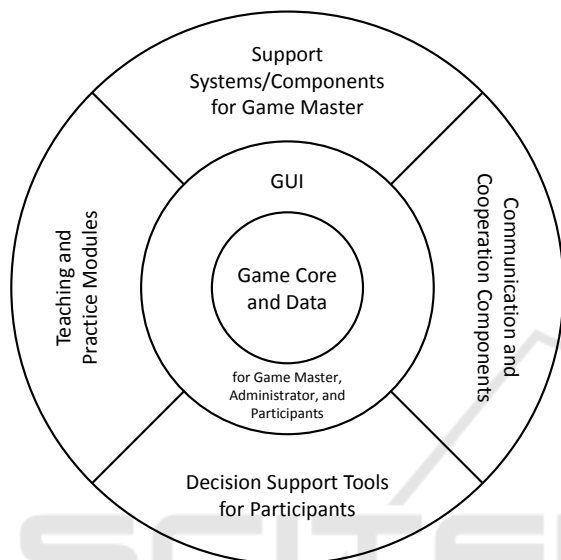 Support
Systems/Components
for Game Master
GUI
Teaching and
Practice Modules
Game Core
and Data
Communication and
Cooperation Components
for Game Master,
Administrator, and
Participants
Decision Support Tools
for Participants